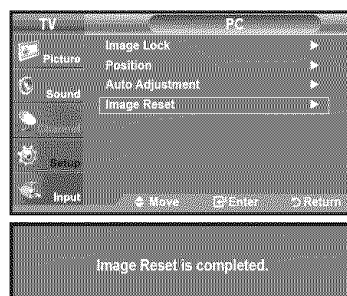 TV PC
Picture
Sound
Channel
Setup
Input
Image Lock
Position
Auto Adjustment
Image Reset
Move Enter Return
Image Reset is completed.